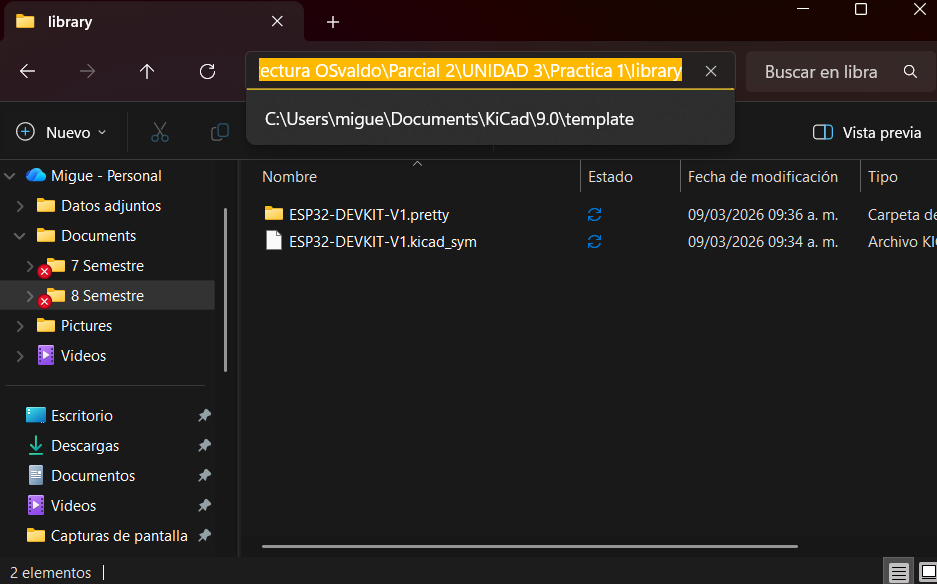 library
ectura OSvaldo\Parcial 2\UNIDAD 3\Practica 1\library
Buscar en libra
C:\Users\migue\Documents\KiCad\9.0\template
Nuevo
Vista previa
Migue - Personal
Datos adjuntos
Documents
7 Semestre
8 Semestre
Pictures
Videos
Escritorio
Descargas
Documentos
Videos
Capturas de pantalla
Nombre Estado Fecha de modificación Tipo
ESP32-DEVKIT-V1.pretty 09/03/2026 09:36 a. m. Carpeta de
ESP32-DEVKIT-V1.kicad_sym 09/03/2026 09:34 a. m. Archivo KI
2 elementos